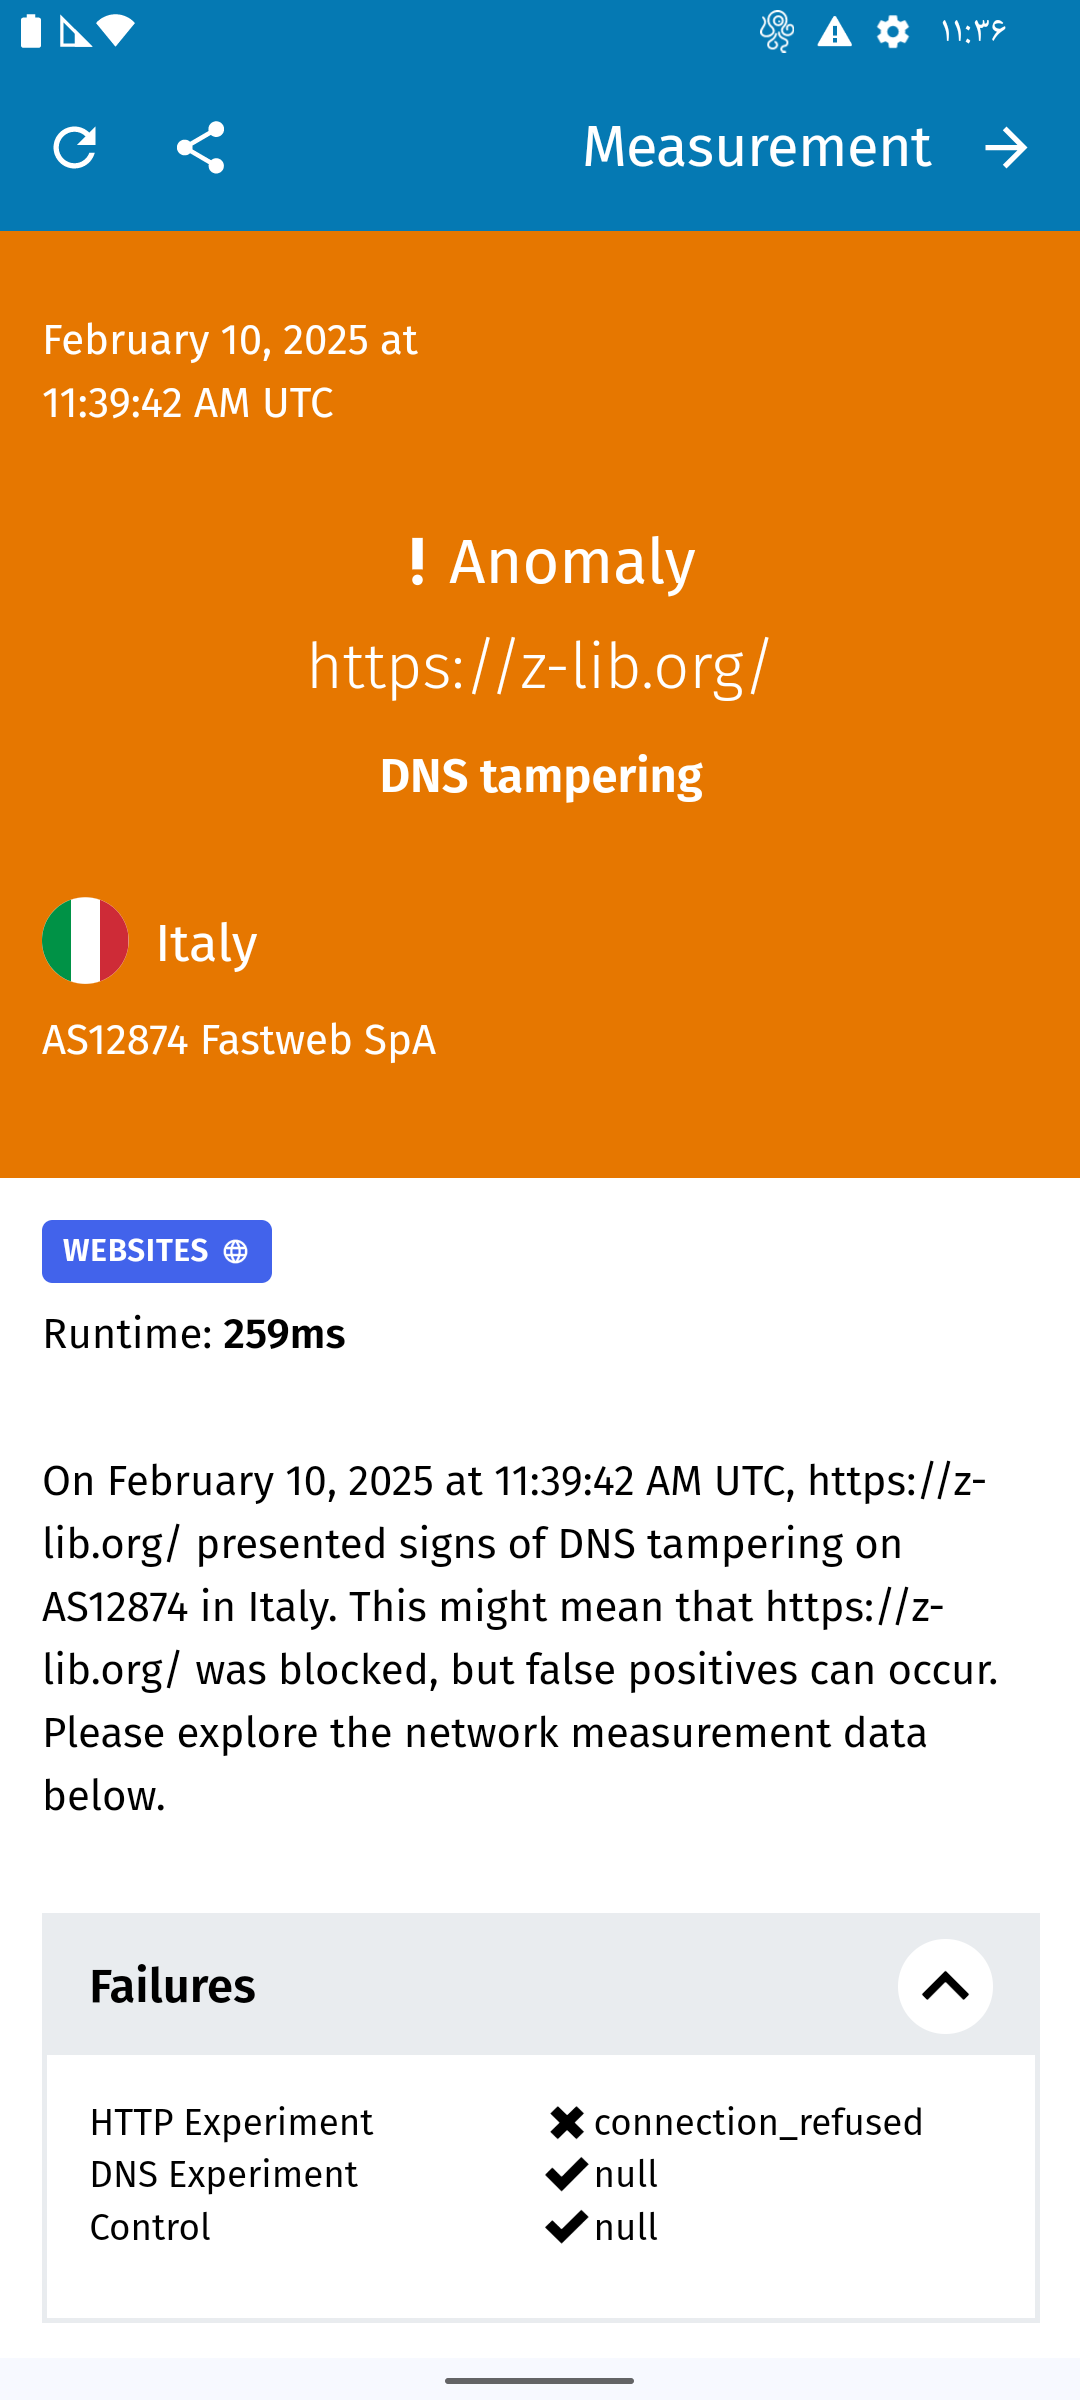 ۱۱:۳۶
Measurement
February 10, 2025 at
11:39:42 AM UTC
! Anomaly
https://z-lib.org/
DNS tampering
Italy
AS12874 Fastweb SpA
WEBSITES
Runtime: 259ms
On February 10, 2025 at 11:39:42 AM UTC, https://z-
lib.org/ presented signs of DNS tampering on
AS12874 in Italy. This might mean that https://z-
lib.org/ was blocked, but false positives can occur.
Please explore the network measurement data
below.
Failures
HTTP Experiment connection_refused
DNS Experiment null
Control null